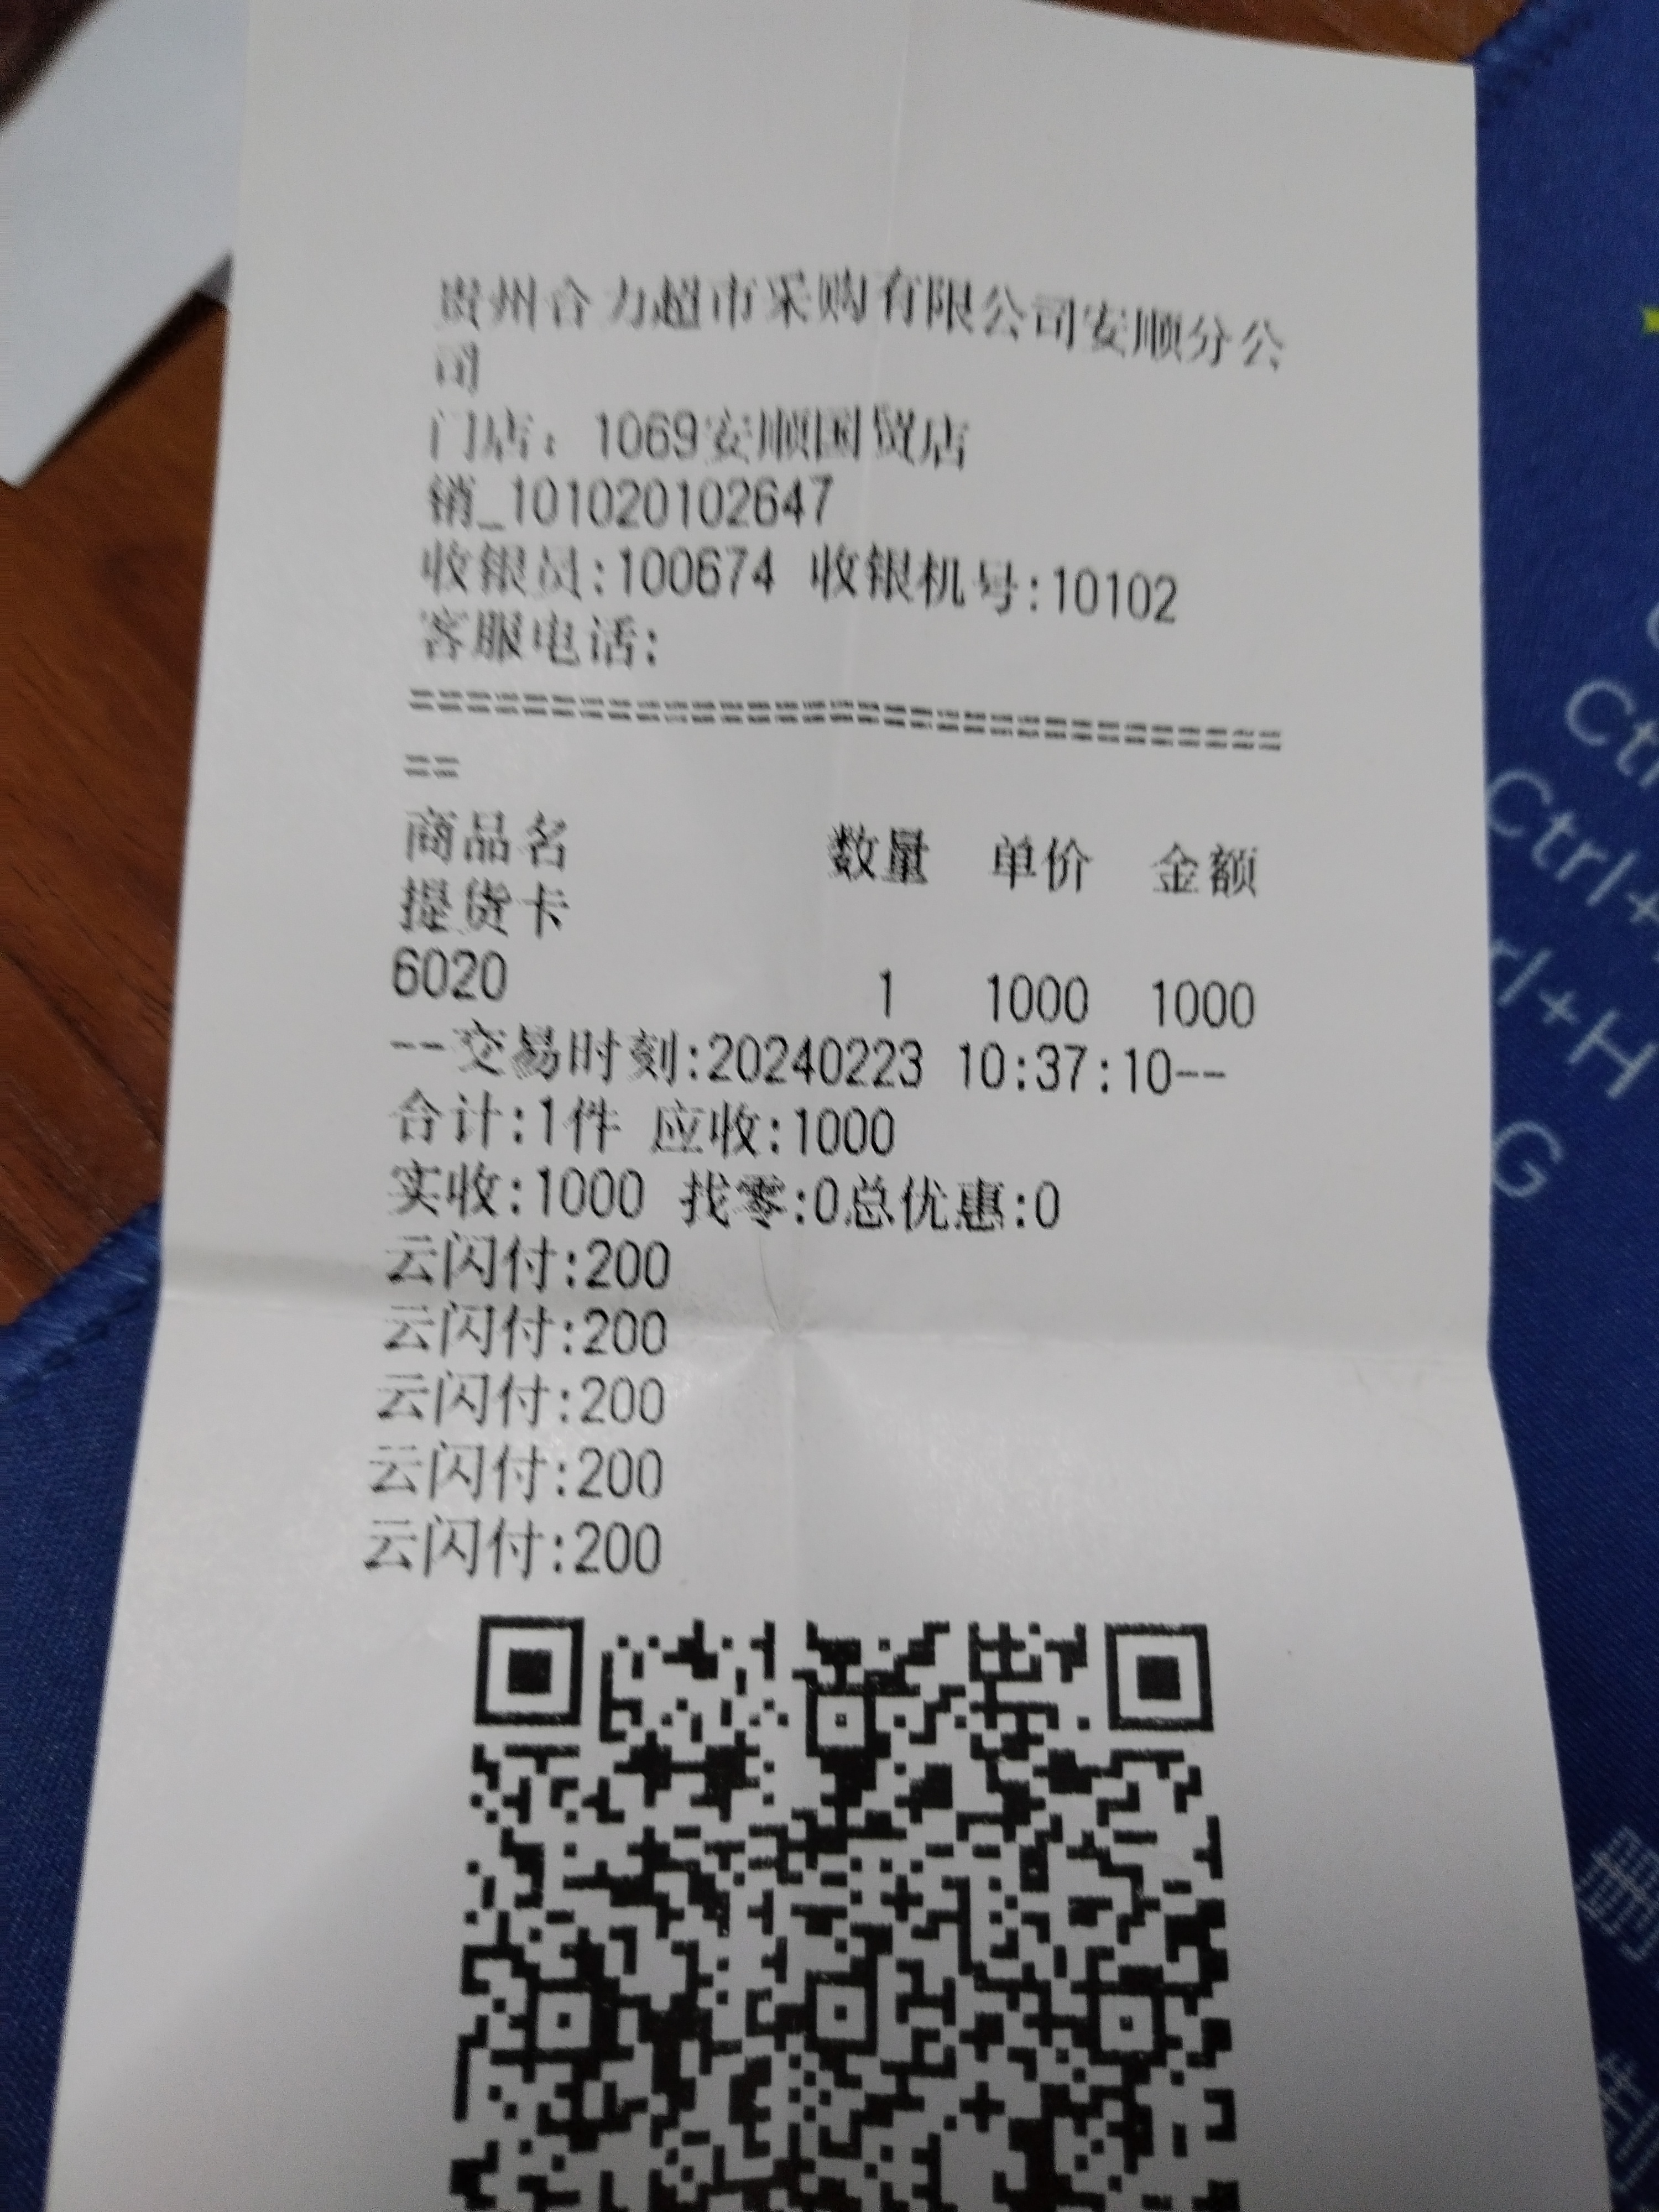 贵州合力超市采购有限公司安顺分公
司
门店：1069安顺国贸店
销_101020102647
收银员:100674 收银机号:10102
客服电话:
================================
==
商品名 数量 单价 金额
提货卡
6020 1 1000 1000
--交易时刻:20240223 10:37:10--
合计:1件 应收:1000
实收:1000 找零:0总优惠:0
云闪付:200
云闪付:200
云闪付:200
云闪付:200
云闪付:200
Ctrl+
rl+H
G